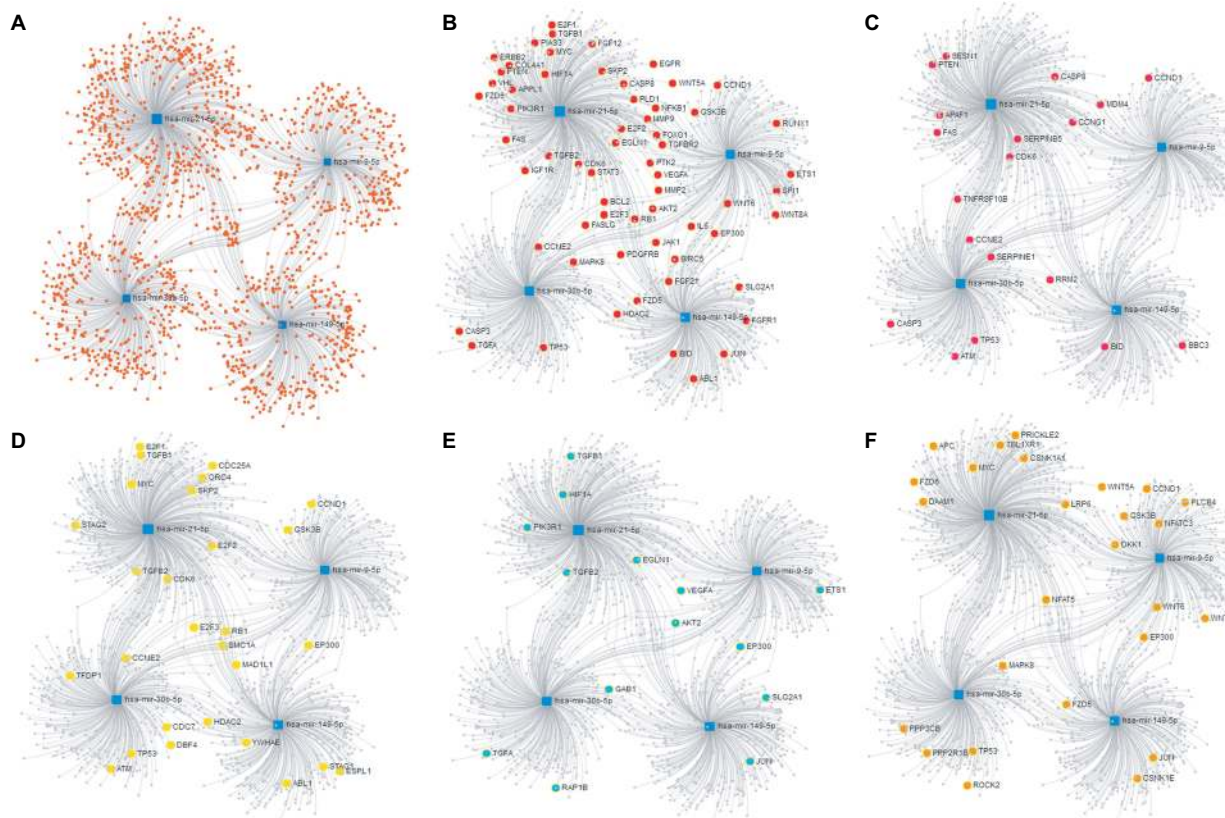 A
hsa-mir-21-5p
hsa-mir-9-5p
hsa-mir-30b-5p
hsa-mir-149-5p
B
E2F1
TGFB1
PIAS3
FGF12
MYC
ERBB2
COL4A1
PTEN
HIF1A
SKP2
EGFR
VHL
APPL1
CASP8
WNT5A
CCND1
FZD6
PIK3R1
RLD1
NFKB1
GSK3B
hsa-mir-21-5p
MMP9
RUNX1
E2F2
FOXO1
FAS
EGLN1
TGFBR2
TGFB2
hsa-mir-9-5p
CDK6
PTK2
IGF1R
STAT3
VEGFA
ETS1
MMP2
SPI1
BCL2
AKT2
WNT6
E2F3
RB1
WNT8A
FASLG
IL6
EP300
CCNE2
JAK1
MAPK8
PDGFRB
BIRC5
FGF21
hsa-mir-30b-5p
SLC2A1
FZD5
HDAC2
hsa-mir-149-5p
FGFR1
CASP3
TGFA
TP53
BID
JUN
ABL1
C
SESN1
PTEN
CASP8
CCND1
hsa-mir-21-5p
MDM4
APAF1
CCNG1
FAS
SERPINB5
hsa-mir-9-5p
CDK6
TNFRSF10B
CCNE2
SERPINE1
RRM2
hsa-mir-30b-5p
hsa-mir-149-5p
CASP3
TP53
BID
BBC3
ATM
D
E2F1
TGFB1
CDC25A
ORC4
MYC
SKP2
CCND1
STAG2
hsa-mir-21-5p
GSK3B
E2F2
TGFB2
hsa-mir-9-5p
CDK6
E2F3
RB1
SMC1A
EP300
CCNE2
MAD1L1
TFDP1
hsa-mir-30b-5p
HDAC2
hsa-mir-149-5p
CDC7
DBF4
YWHAE
TP53
ATM
STAG1
ESPL1
ABL1
E
TGFB1
HIF1A
PIK3R1
hsa-mir-21-5p
EGLN1
TGFB2
hsa-mir-9-5p
VEGFA
ETS1
AKT2
EP300
GAB1
SLC2A1
hsa-mir-30b-5p
hsa-mir-149-5p
TGFA
JUN
RAP1B
F
PRICKLE2
APC
TBL1XR1
CSNK1A1
MYC
FZD6
WNT5A
CCND1
DAAM1
LRP6
PLCB4
hsa-mir-21-5p
GSK3B
NFATC3
DKK1
hsa-mir-9-5p
NFAT5
WNT6
WNT
EP300
MAPK8
hsa-mir-30b-5p
FZD5
hsa-mir-149-5p
PPP3CB
PPP2R1B
TP53
JUN
CSNK1E
ROCK2